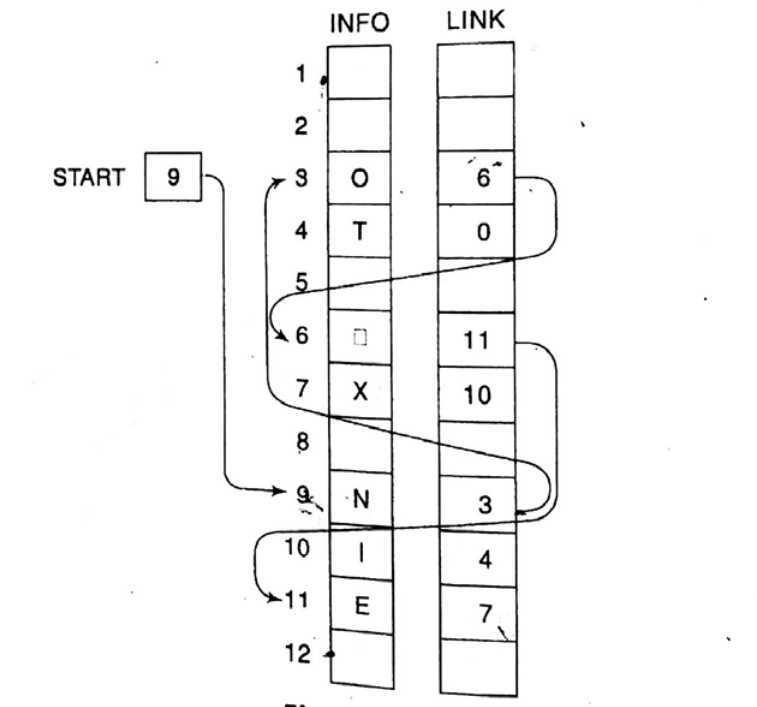 INFO LINK
1
2
START 9 3 O 6
4 T 0
5
6 □ 11
7 X 10
8
9 N 3
10 I 4
11 E 7
12